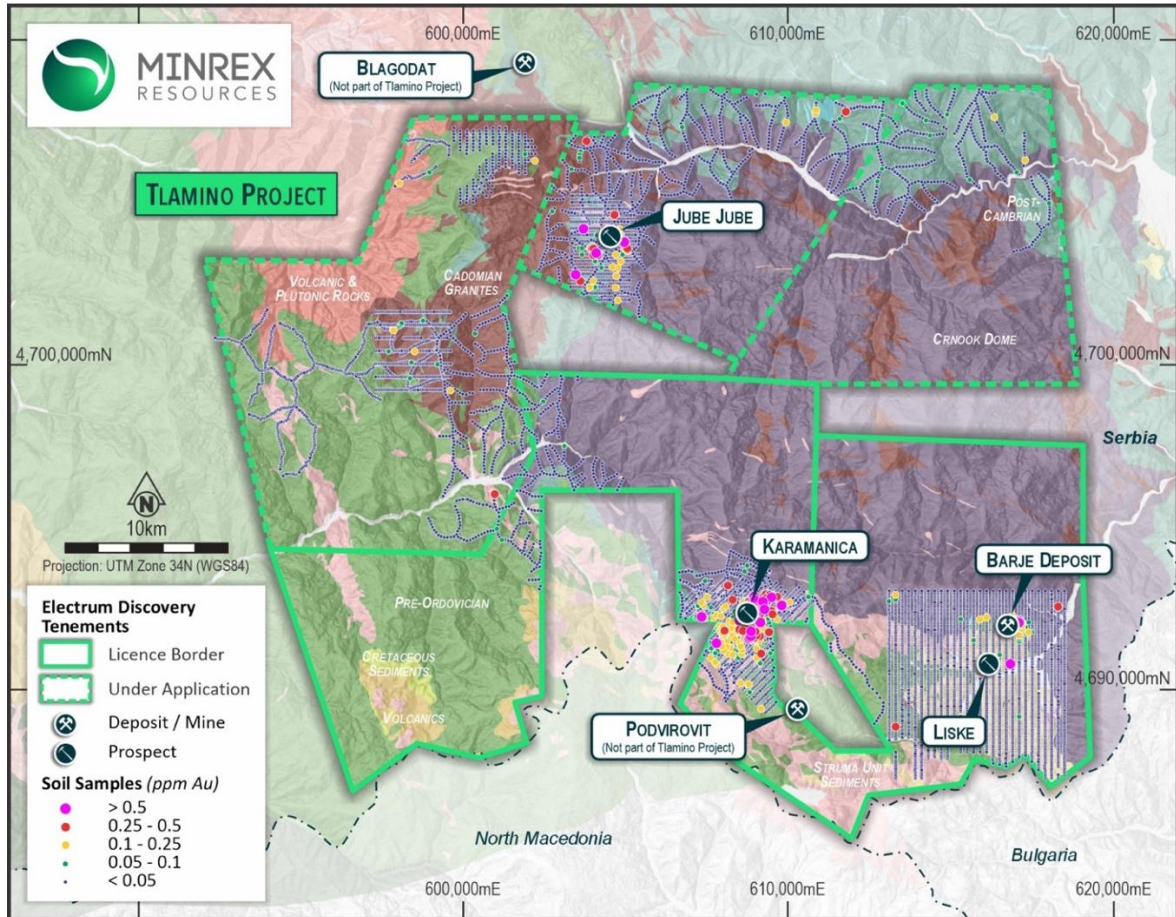 600,000mE
610,000mE
620,000mE
MINREX
RESOURCES
BLAGODAT
(Not part of Tlamino Project)
TLAMINO PROJECT
JUBE JUBE
POST-
CAMBRIAN
VOLCANIC &
PLUTONIC ROCKS
CADOMIAN
GRANITES
CRNOOK DOME
4,700,000mN
4,700,000mN
Serbia
N
10km
Projection: UTM Zone 34N (WGS84)
KARAMANICA
BARJE DEPOSIT
Electrum Discovery
Tenements
Licence Border
Under Application
Deposit / Mine
Prospect
Soil Samples (ppm Au)
> 0.5
0.25 - 0.5
0.1 - 0.25
0.05 - 0.1
< 0.05
PRE-ORDOVICIAN
CRETACEOUS
SEDIMENTS
VOLCANICS
4,690,000mN
PODVIROVIT
(Not part of Tlamino Project)
LISKE
STRUMA UNIT
SEDIMENTS
North Macedonia
Bulgaria
600,000mE
610,000mE
620,000mE